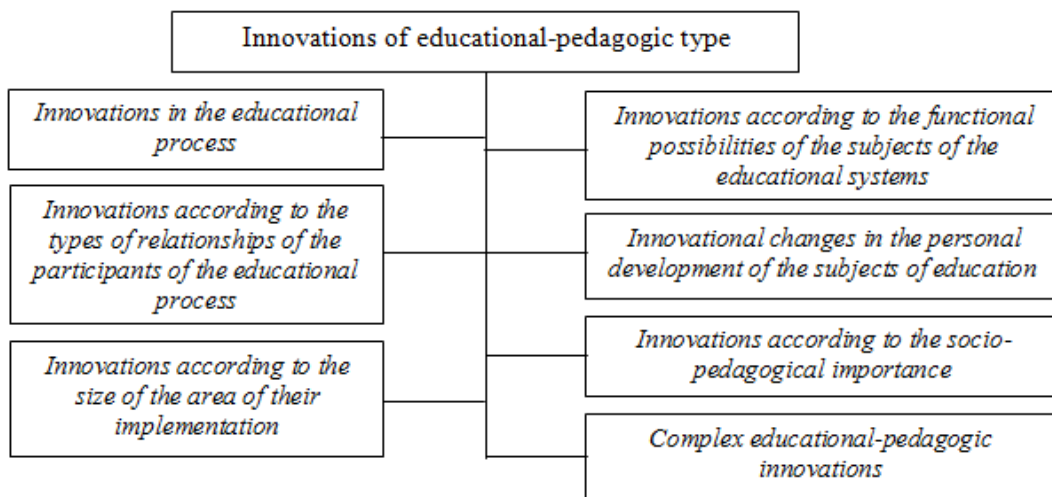 Innovations of educational-pedagogic type
Innovations in the educational
process
Innovations according to the
types of relationships of the
participants of the educational
process
Innovations according to the
size of the area of their
implementation
Innovations according to the functional
possibilities of the subjects of the
educational systems
Innovational changes in the personal
development of the subjects of education
Innovations according to the socio-
pedagogical importance
Complex educational-pedagogic
innovations